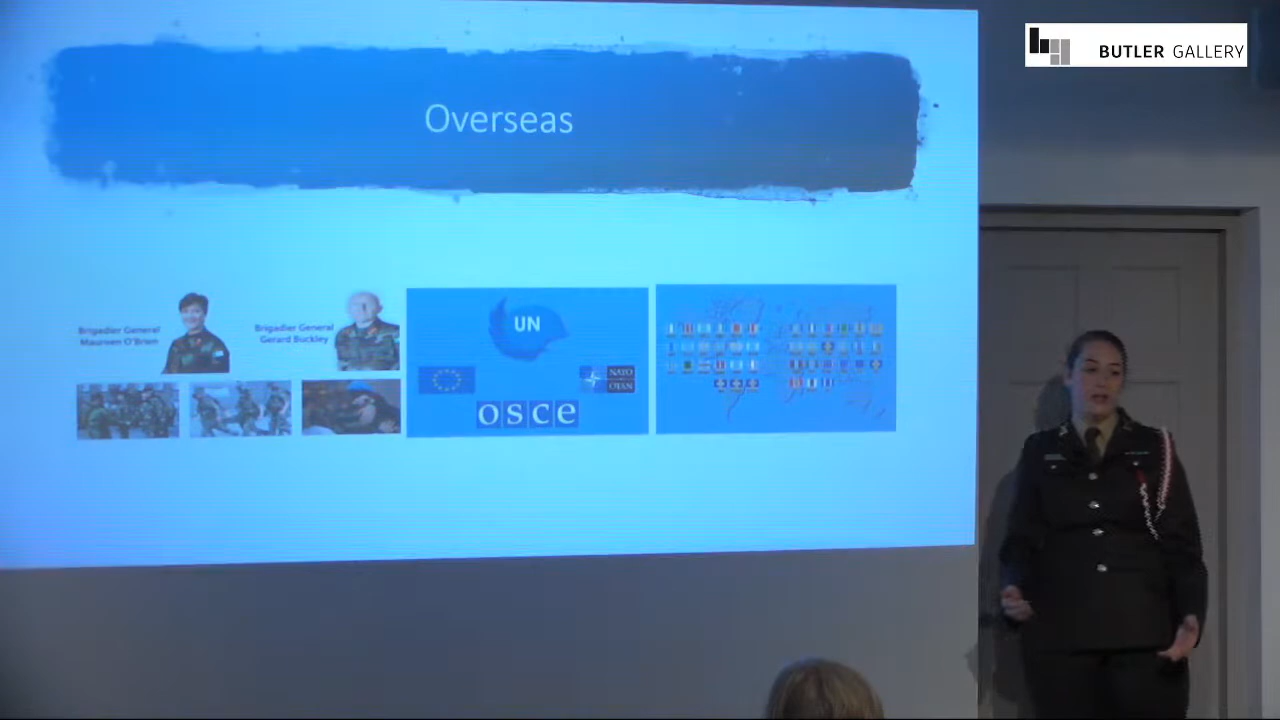 BUTLER GALLERY
Overseas
Brigadier General
Maureen O'Brien
Brigadier General
Gerard Buckley
UN
NATO
OTAN
osce